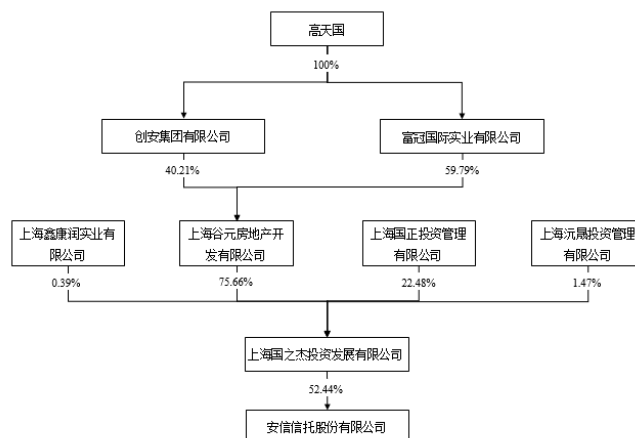 高天国
100%
创安集团有限公司
富冠国际实业有限公司
40.21%
59.79%
上海鑫康润实业有
限公司
上海谷元房地产开
发有限公司
上海国正投资管理
有限公司
上海沅晟投资管理
有限公司
0.39%
75.66%
22.48%
1.47%
上海国之杰投资发展有限公司
52.44%
安信信托股份有限公司